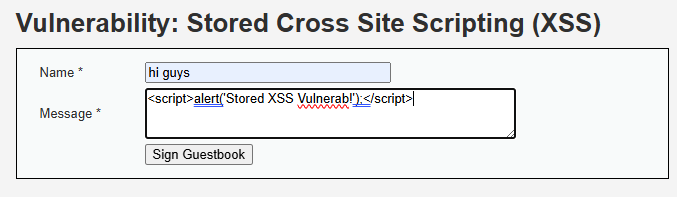 Vulnerability: Stored Cross Site Scripting (XSS)
Name *
hi guys
Message *
<script>alert('Stored XSS Vulnerab!');</script>
Sign Guestbook